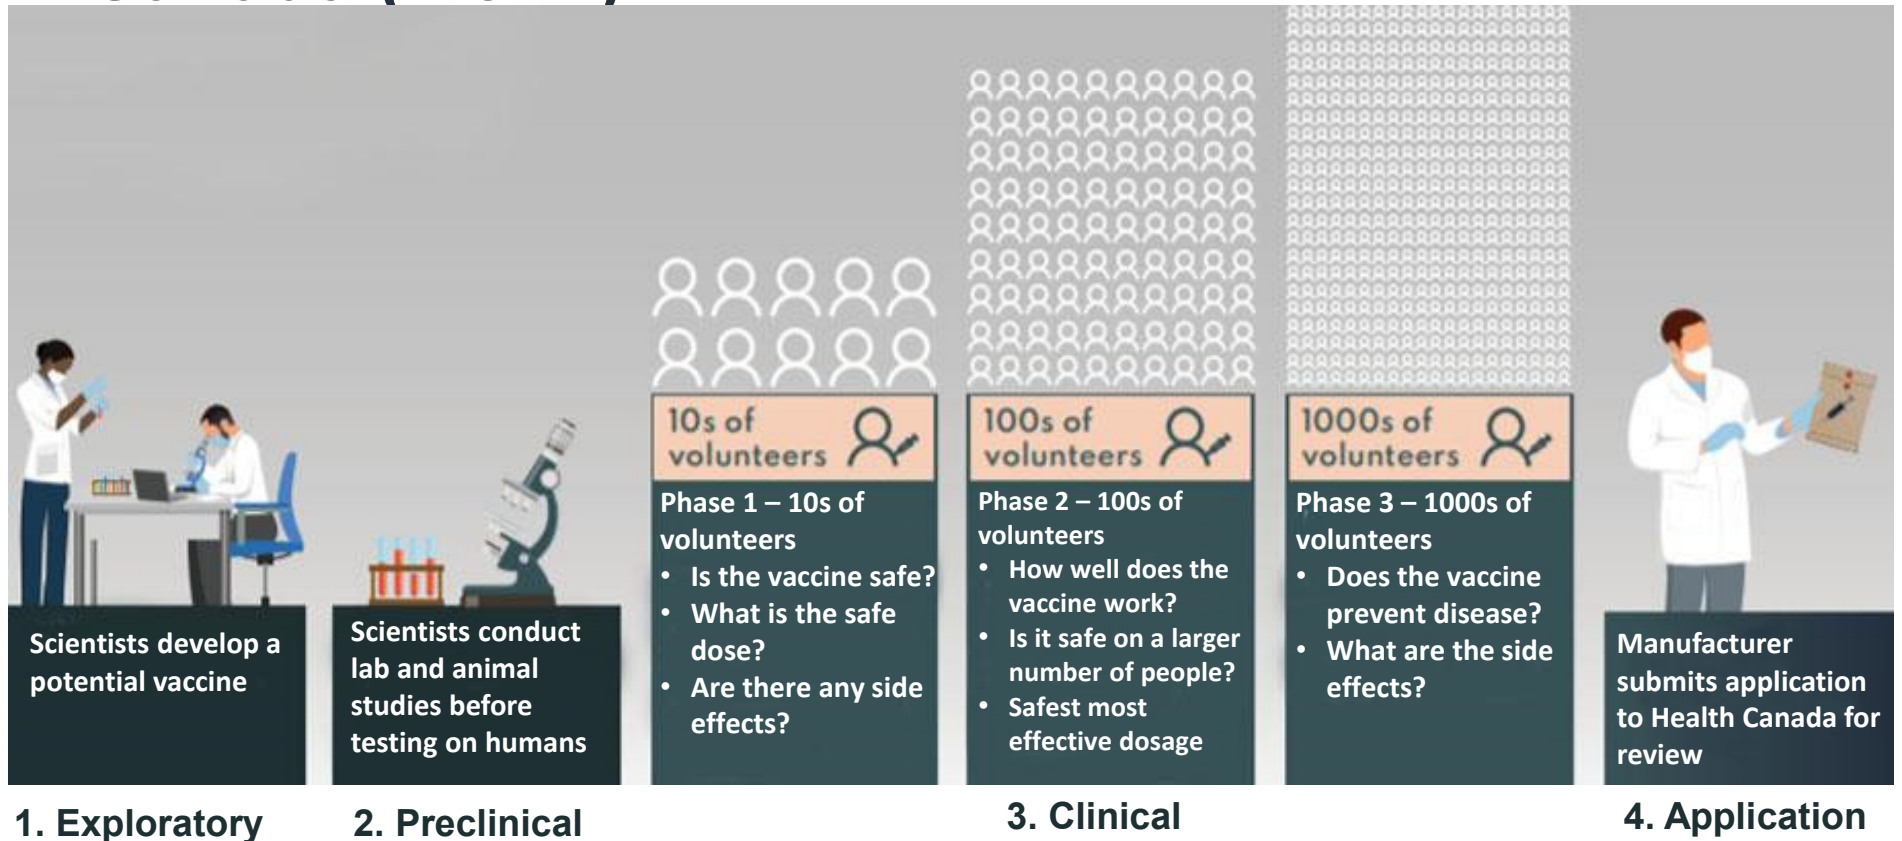 Scientists develop a
potential vaccine
Scientists conduct
lab and animal
studies before
testing on humans
10s of
volunteers
Phase 1 – 10s of
volunteers
• Is the vaccine safe?
• What is the safe
dose?
• Are there any side
effects?
100s of
volunteers
Phase 2 – 100s of
volunteers
• How well does the
vaccine work?
• Is it safe on a larger
number of people?
• Safest most
effective dosage
1000s of
volunteers
Phase 3 – 1000s of
volunteers
• Does the vaccine
prevent disease?
• What are the side
effects?
Manufacturer
submits application
to Health Canada for
review
1. Exploratory
2. Preclinical
3. Clinical
4. Application